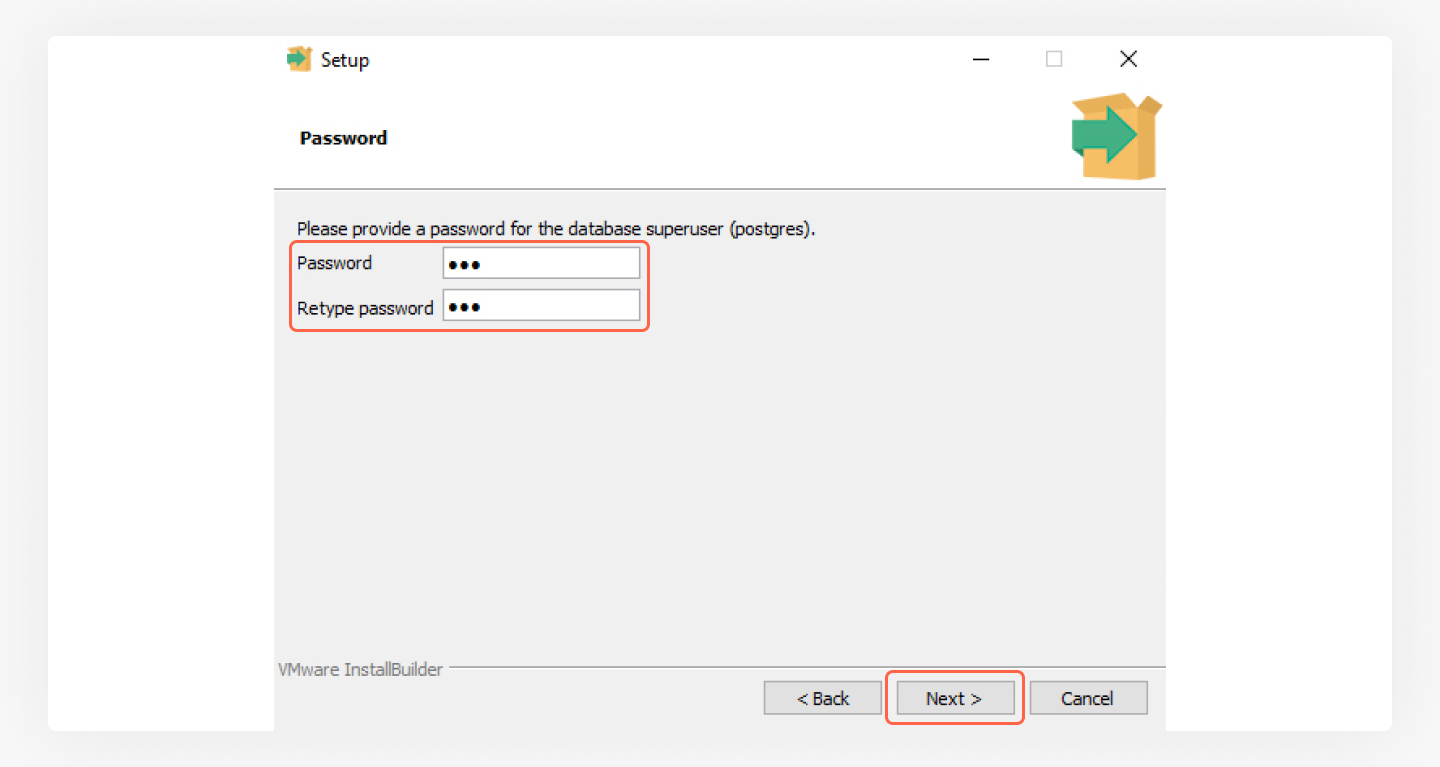 Setup
Password
Please provide a password for the database superuser (postgres).
Password •••
Retype password •••
VMware InstallBuilder
< Back Next > Cancel